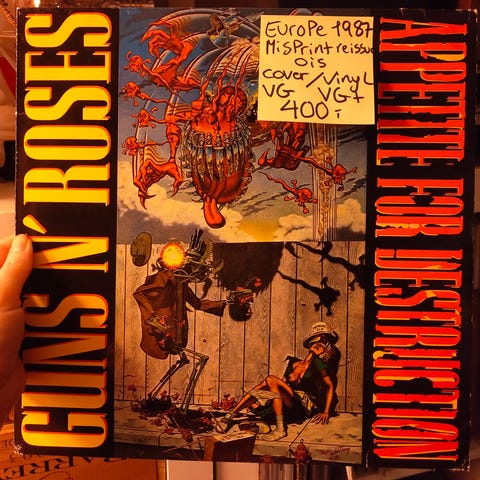 EuroPe 1987
MisPrint reissue
ois
cover/vinyL
VG VG+
400:-
GUNS N' ROSES
APPETITE FOR DESTRUCTION